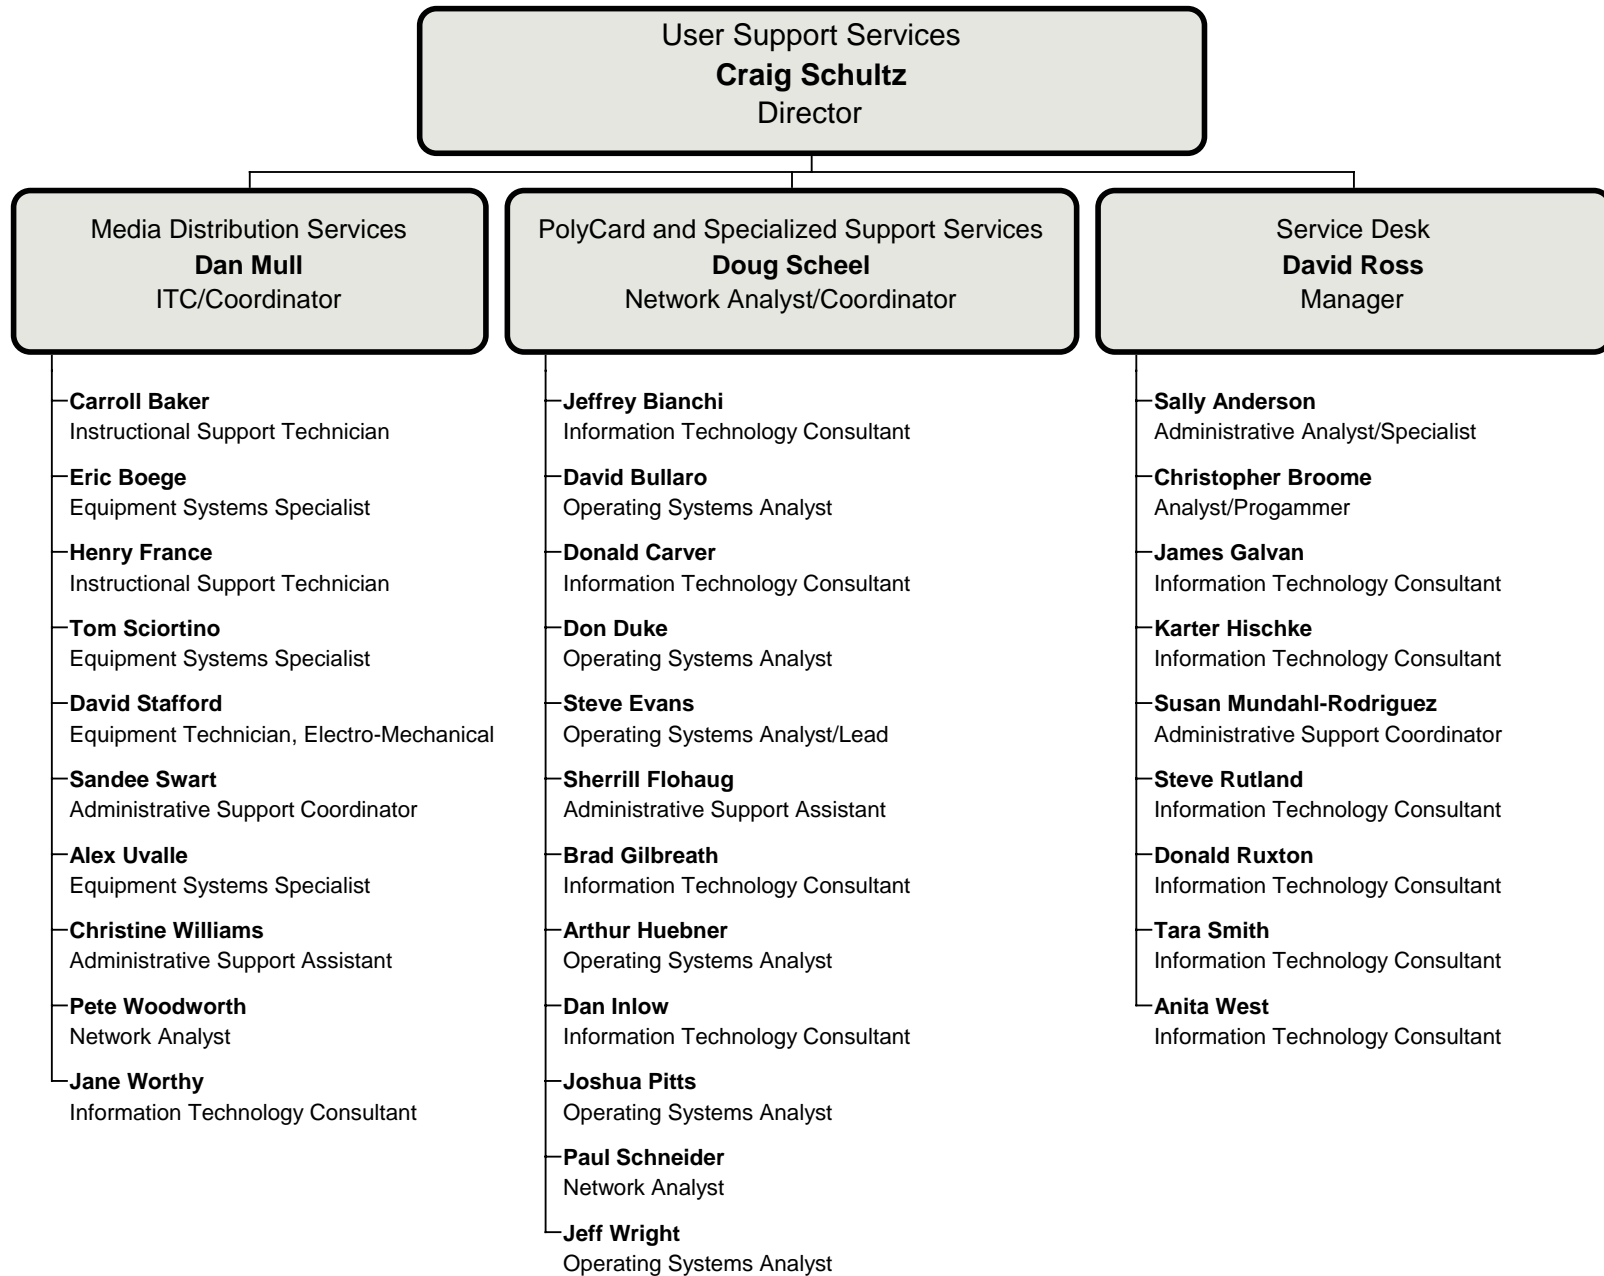 User Support Services
Craig Schultz
Director
Media Distribution Services
Dan Mull
ITC/Coordinator
PolyCard and Specialized Support Services
Doug Scheel
Network Analyst/Coordinator
Service Desk
David Ross
Manager
Carroll Baker
Instructional Support Technician
Eric Boege
Equipment Systems Specialist
Henry France
Instructional Support Technician
Tom Sciortino
Equipment Systems Specialist
David Stafford
Equipment Technician, Electro-Mechanical
Sandee Swart
Administrative Support Coordinator
Alex Uvalle
Equipment Systems Specialist
Christine Williams
Administrative Support Assistant
Pete Woodworth
Network Analyst
Jane Worthy
Information Technology Consultant
Jeffrey Bianchi
Information Technology Consultant
David Bullaro
Operating Systems Analyst
Donald Carver
Information Technology Consultant
Don Duke
Operating Systems Analyst
Steve Evans
Operating Systems Analyst/Lead
Sherrill Flohaug
Administrative Support Assistant
Brad Gilbreath
Information Technology Consultant
Arthur Huebner
Operating Systems Analyst
Dan Inlow
Information Technology Consultant
Joshua Pitts
Operating Systems Analyst
Paul Schneider
Network Analyst
Jeff Wright
Operating Systems Analyst
Sally Anderson
Administrative Analyst/Specialist
Christopher Broome
Analyst/Progammer
James Galvan
Information Technology Consultant
Karter Hischke
Information Technology Consultant
Susan Mundahl-Rodriguez
Administrative Support Coordinator
Steve Rutland
Information Technology Consultant
Donald Ruxton
Information Technology Consultant
Tara Smith
Information Technology Consultant
Anita West
Information Technology Consultant